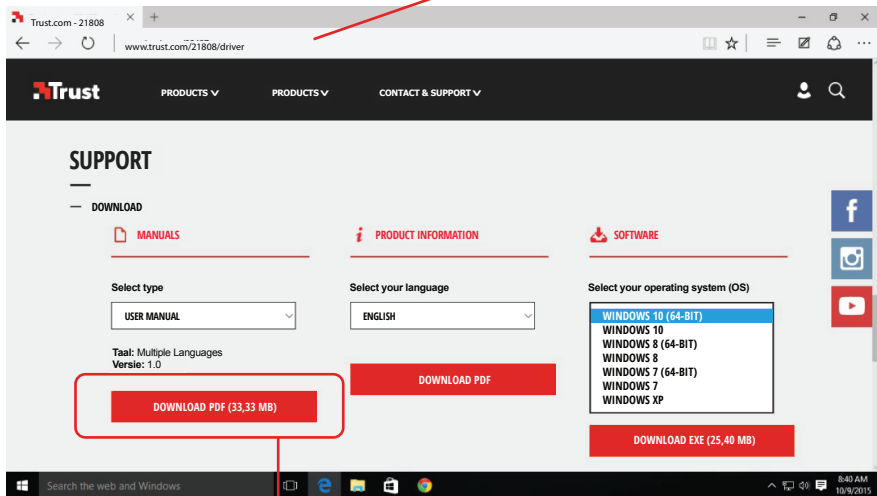 Trust.com - 21808
www.trust.com/21808/driver
Trust
PRODUCTS
PRODUCTS
CONTACT & SUPPORT
SUPPORT
DOWNLOAD
MANUALS
Select type
USER MANUAL
Taal: Multiple Languages
Versie: 1.0
DOWNLOAD PDF (33,33 MB)
i PRODUCT INFORMATION
Select your language
ENGLISH
DOWNLOAD PDF
SOFTWARE
Select your operating system (OS)
WINDOWS 10 (64-BIT)
WINDOWS 10
WINDOWS 8 (64-BIT)
WINDOWS 8
WINDOWS 7 (64-BIT)
WINDOWS 7
WINDOWS XP
DOWNLOAD EXE (25,40 MB)
f
Search the web and Windows
8:40 AM
10/9/2015